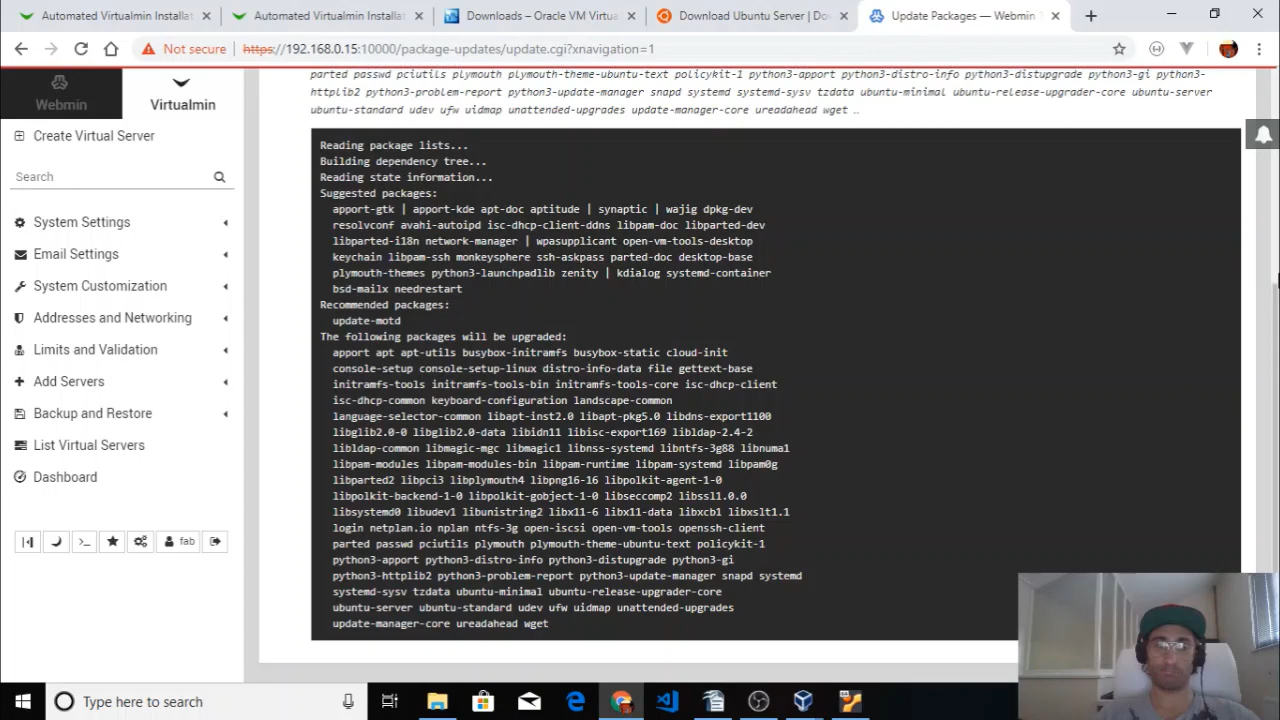 Automated Virtualmin Installat
Automated Virtualmin Installat
Downloads – Oracle VM Virtua
Download Ubuntu Server | Dow
Update Packages — Webmin 1
Not secure
https://192.168.0.15:10000/package-updates/update.cgi?xnavigation=1
Webmin
Virtualmin
Create Virtual Server
Search
System Settings
Email Settings
System Customization
Addresses and Networking
Limits and Validation
Add Servers
Backup and Restore
List Virtual Servers
Dashboard
fab
parted passwd pciutils plymouth plymouth-theme-ubuntu-text policykit-1 python3-apport python3-distro-info python3-distupgrade python3-gi python3-
httplib2 python3-problem-report python3-update-manager snapd systemd systemd-sysv tzdata ubuntu-minimal ubuntu-release-upgrader-core ubuntu-server
ubuntu-standard udev ufw uidmap unattended-upgrades update-manager-core ureadahead wget ..
Reading package lists...
Building dependency tree...
Reading state information...
Suggested packages:
apport-gtk | apport-kde apt-doc aptitude | synaptic | wajig dpkg-dev
resolvconf avahi-autoipd isc-dhcp-client-ddns libpam-doc libparted-dev
libparted-i18n network-manager | wpasupplicant open-vm-tools-desktop
keychain libpam-ssh monkeysphere ssh-askpass parted-doc desktop-base
plymouth-themes python3-launchpadlib zenity | kdialog systemd-container
bsd-mailx needrestart
Recommended packages:
update-motd
The following packages will be upgraded:
apport apt apt-utils busybox-initramfs busybox-static cloud-init
console-setup console-setup-linux distro-info-data file gettext-base
initramfs-tools initramfs-tools-bin initramfs-tools-core isc-dhcp-client
isc-dhcp-common keyboard-configuration landscape-common
language-selector-common libapt-inst2.0 libapt-pkg5.0 libdns-export1100
libglib2.0-0 libglib2.0-data libidn11 libisc-export169 libldap-2.4-2
libldap-common libmagic-mgc libmagic1 libnss-systemd libntfs-3g88 libnuma1
libpam-modules libpam-modules-bin libpam-runtime libpam-systemd libpam0g
libparted2 libpci3 libplymouth4 libpng16-16 libpolkit-agent-1-0
libpolkit-backend-1-0 libpolkit-gobject-1-0 libseccomp2 libssl1.0.0
libsystemd0 libudev1 libunistring2 libx11-6 libx11-data libxcb1 libxslt1.1
login netplan.io nplan ntfs-3g open-iscsi open-vm-tools openssh-client
parted passwd pciutils plymouth plymouth-theme-ubuntu-text policykit-1
python3-apport python3-distro-info python3-distupgrade python3-gi
python3-httplib2 python3-problem-report python3-update-manager snapd systemd
systemd-sysv tzdata ubuntu-minimal ubuntu-release-upgrader-core
ubuntu-server ubuntu-standard udev ufw uidmap unattended-upgrades
update-manager-core ureadahead wget
Type here to search